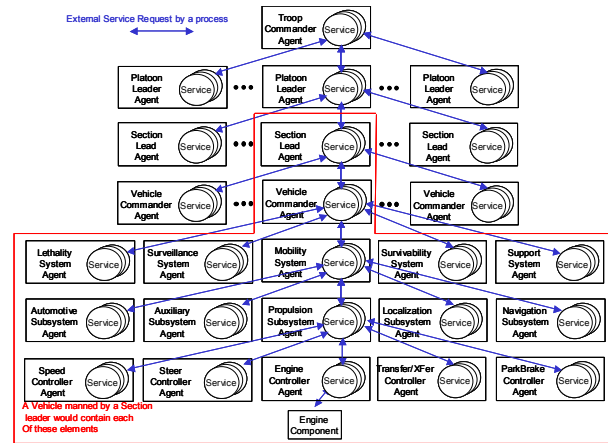 External Service Request by a process
Troop
Commander
Agent
Service
Platoon
Leader
Agent
Service
•••
Platoon
Leader
Agent
Service
•••
Platoon
Leader
Agent
Service
Section
Lead
Agent
Service
•••
Section
Lead
Agent
Service
•••
Section
Lead
Agent
Service
Vehicle
Commander
Agent
Service
•••
Vehicle
Commander
Agent
Service
•••
Vehicle
Commander
Agent
Service
Lethality
System
Agent
Service
Surveillance
System
Agent
Service
Mobility
System
Agent
Service
Survivability
System
Agent
Service
Support
System
Agent
Service
Automotive
Subsystem
Agent
Service
Auxiliary
Subsystem
Agent
Service
Propulsion
Subsystem
Agent
Service
Localization
Subsystem
Agent
Service
Navigation
Subsystem
Agent
Service
Speed
Controller
Agent
Service
Steer
Controller
Agent
Service
Engine
Controller
Agent
Service
Transfer/XFer
Controller
Agent
Service
ParkBrake
Controller
Agent
Service
A Vehicle manned by a Section
leader would contain each
Of these elements
Engine
Component